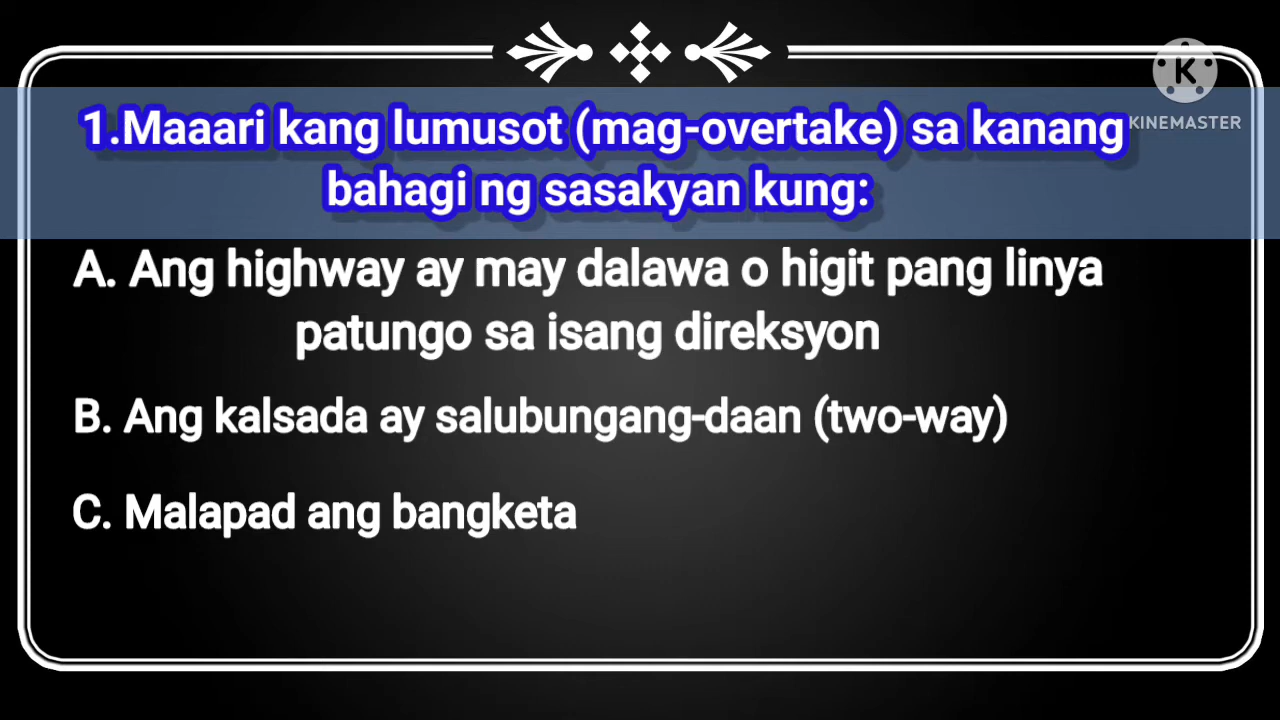 1.Maaari kang lumusot (mag-overtake) sa kanang
bahagi ng sasakyan kung:
KINEMASTER
A. Ang highway ay may dalawa o higit pang linya
patungo sa isang direksyon
B. Ang kalsada ay salubungang-daan (two-way)
C. Malapad ang bangketa